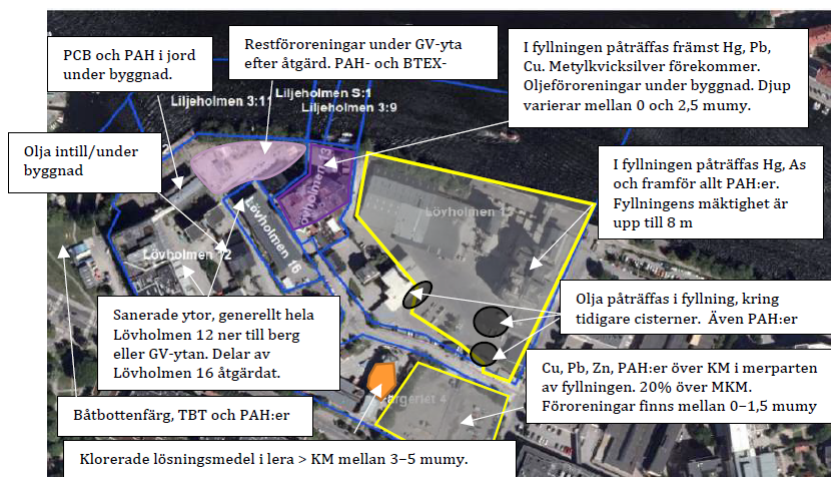 PCB och PAH i jord
under byggnad.
Restföroreningar under GV-yta
efter åtgärd. PAH- och BTEX-
I fyllningen påträffas främst Hg, Pb,
Cu. Metylkvicksilver förekommer.
Oljeföroreningar under byggnad. Djup
varierar mellan 0 och 2,5 mumy.
Liljeholmen 3:11
Liljeholmen S:1
Liljeholmen 3:9
Olja intill/under
byggnad
I fyllningen påträffas Hg, As
och framför allt PAH:er.
Fyllningens mäktighet är
upp till 8 m
Lövholmen 13
Lövholmen 15
Lövholmen 12
Lövholmen 16
Sanerade ytor, generellt hela
Lövholmen 12 ner till berg
eller GV-ytan. Delar av
Lövholmen 16 åtgärdat.
Olja påträffas i fyllning, kring
tidigare cisterner. Även PAH:er
Cu, Pb, Zn, PAH:er över KM i merparten
av fyllningen. 20% över MKM.
Föroreningar finns mellan 0–1,5 mumy
Båtbottenfärg, TBT och PAH:er
Klorerade lösningsmedel i lera > KM mellan 3–5 mumy.